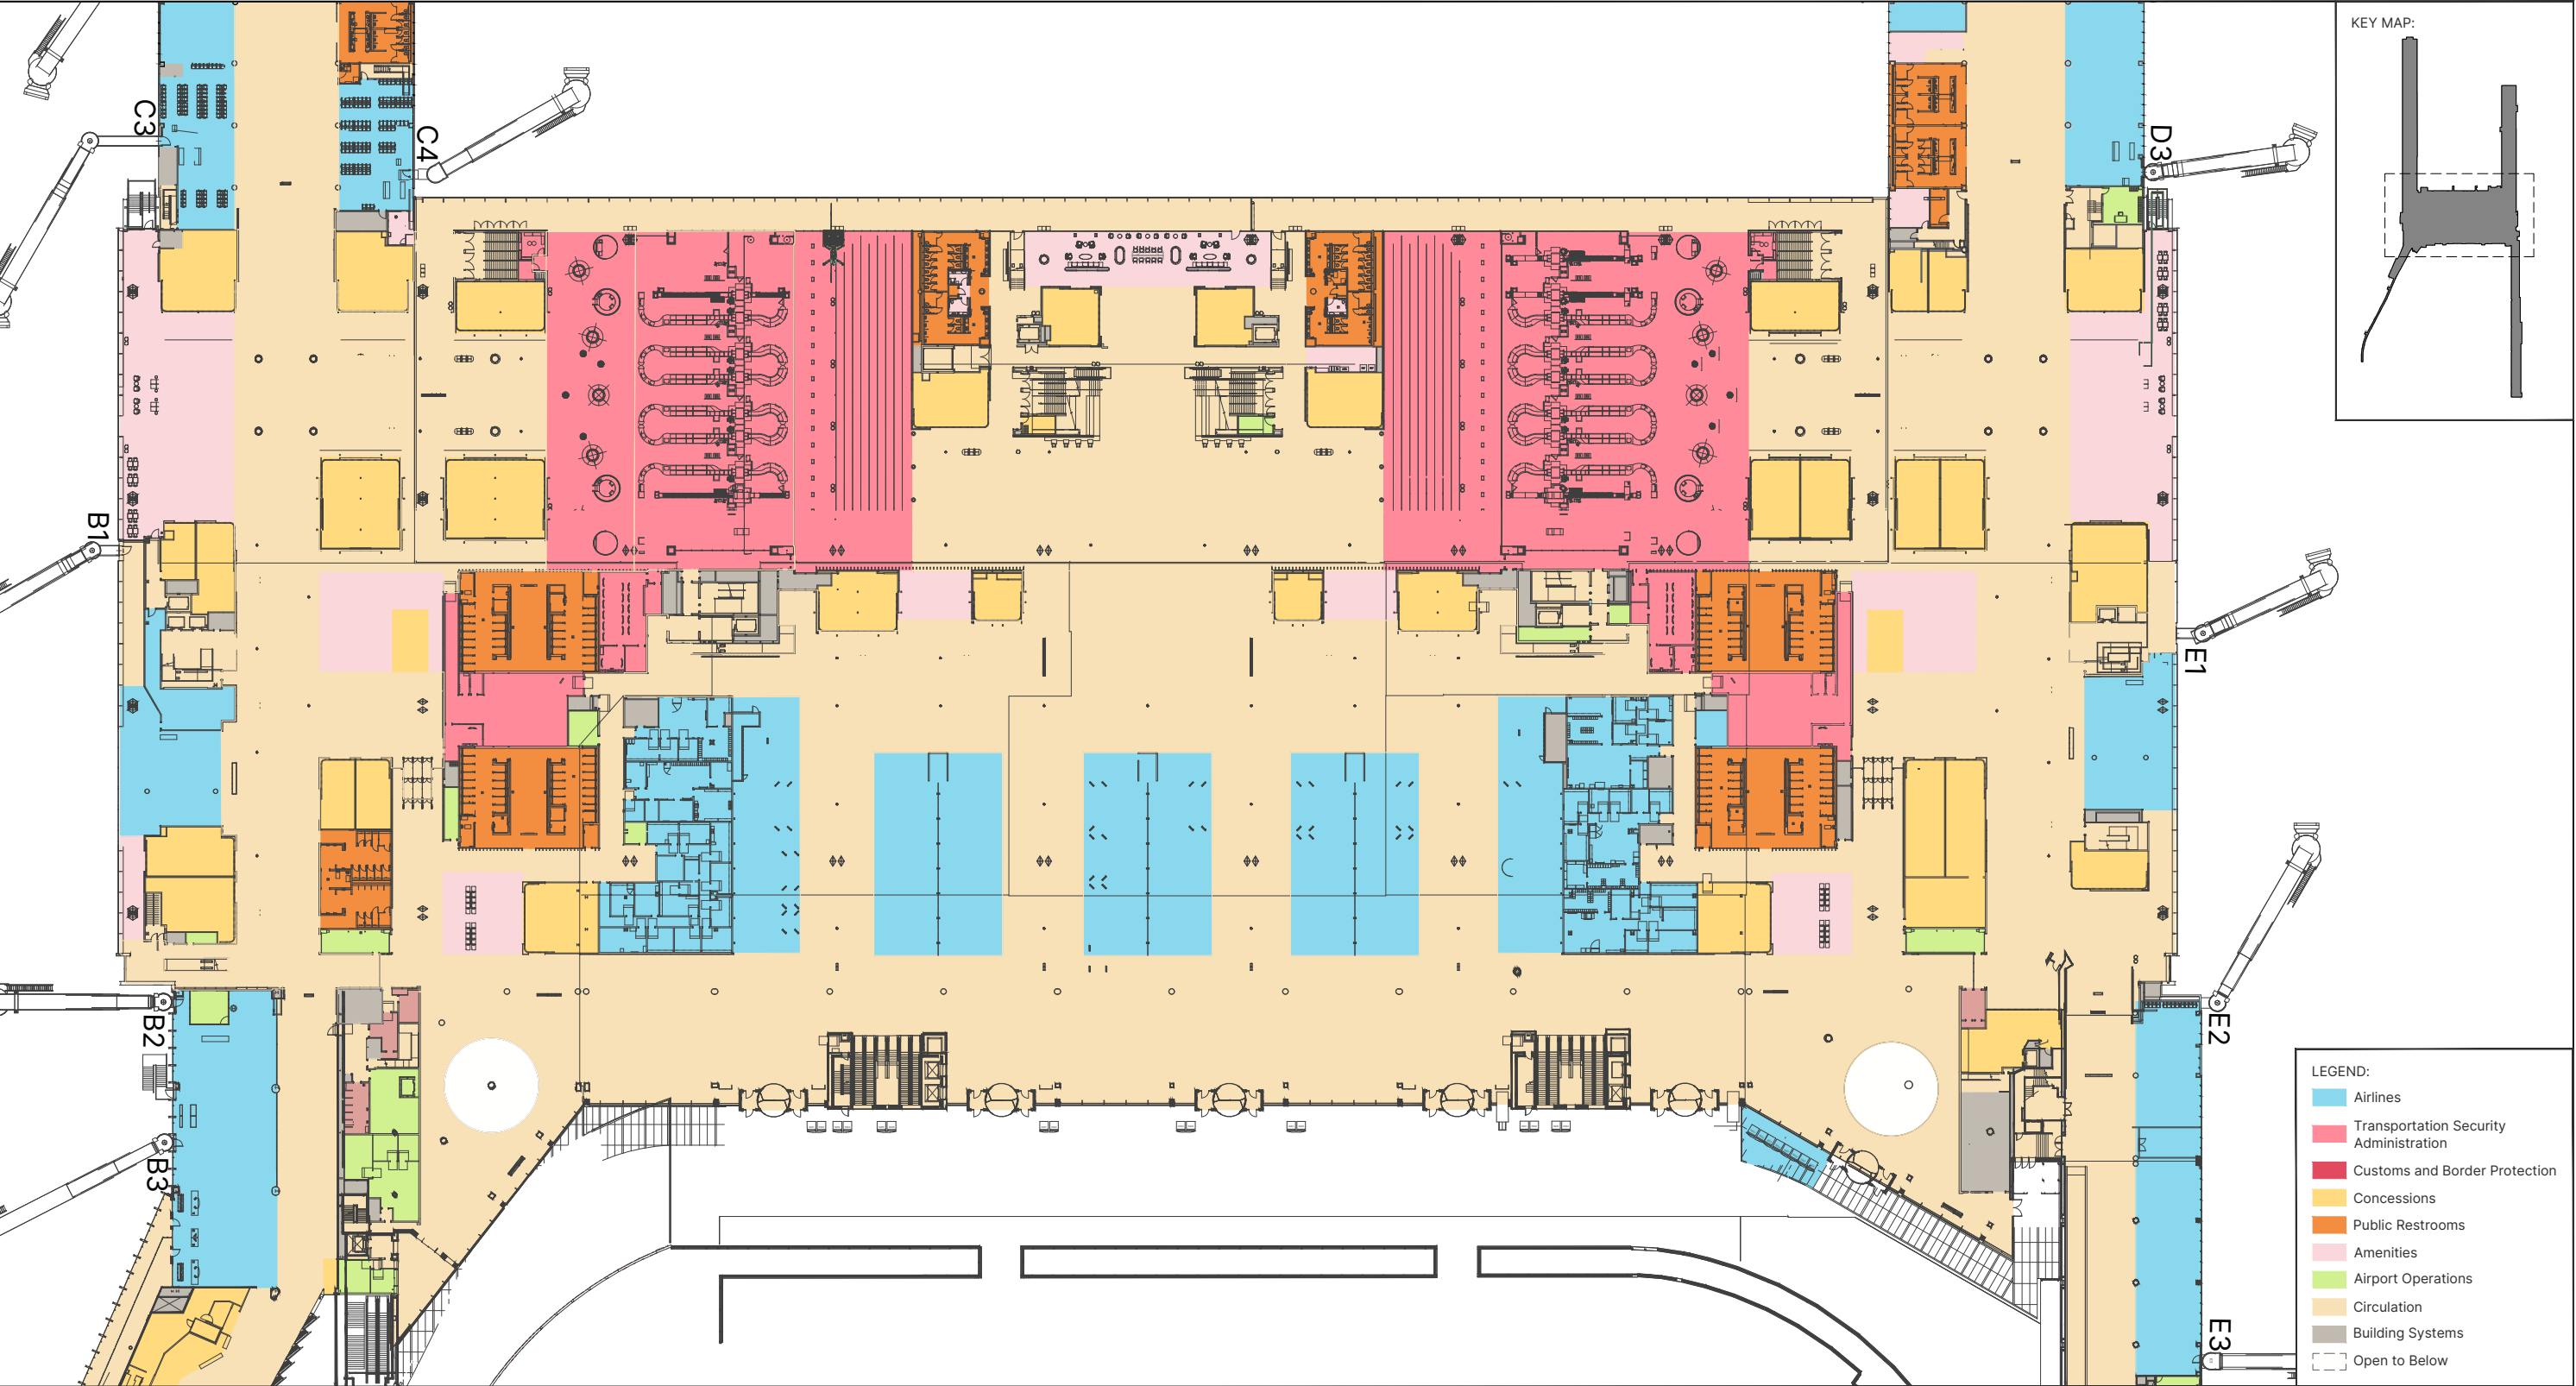 KEY MAP:
C3
C4
D3
B1
E1
B2
E2
B3
E3
LEGEND:
Airlines
Transportation Security
Administration
Customs and Border Protection
Concessions
Public Restrooms
Amenities
Airport Operations
Circulation
Building Systems
Open to Below